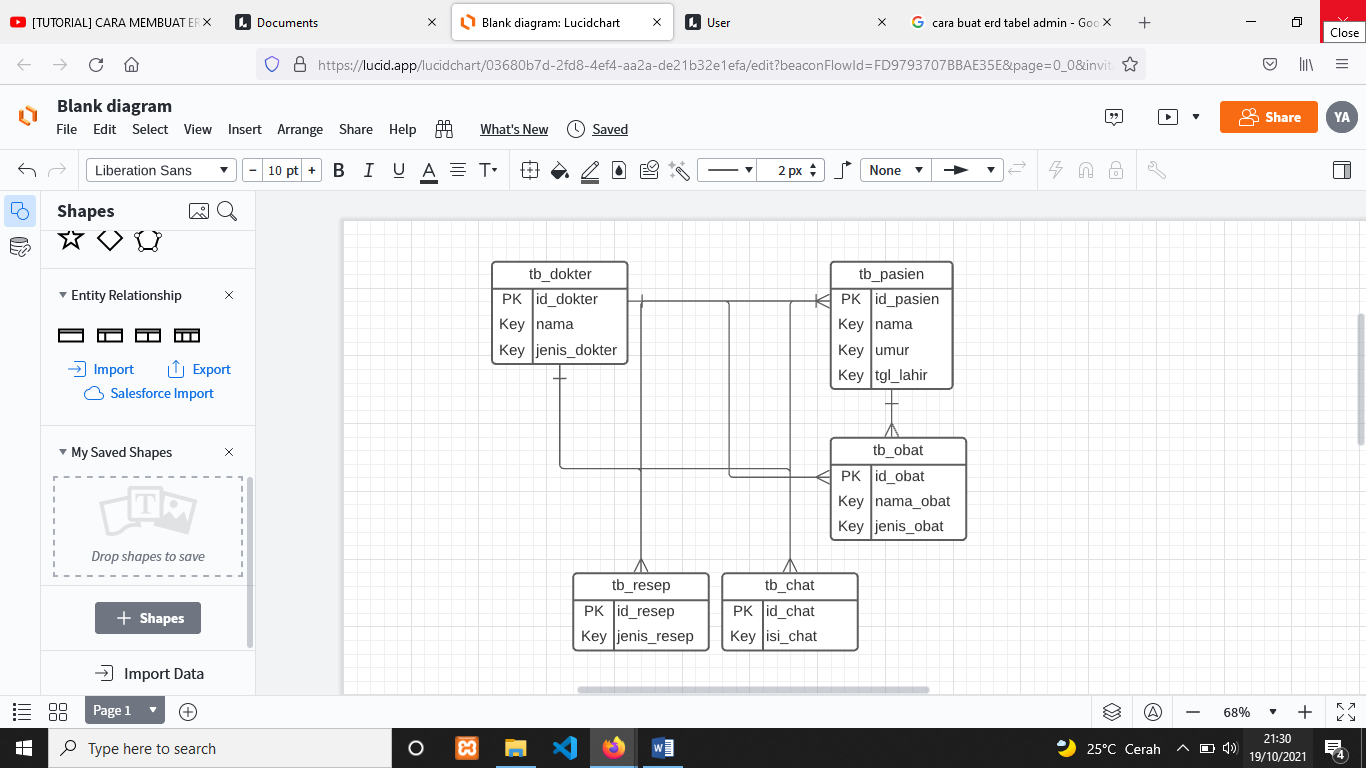 [TUTORIAL] CARA MEMBUAT ER
Documents
Blank diagram: Lucidchart
User
cara buat erd tabel admin - Goo
Close
https://lucid.app/lucidchart/03680b7d-2fd8-4ef4-aa2a-de21b32e1efa/edit?beaconFlowId=FD9793707BBAE35E&page=0_0&invit
Blank diagram
File Edit Select View Insert Arrange Share Help What's New Saved
Share
YA
Liberation Sans
− 10 pt +
B I U A T
2 px
None
Shapes
Entity Relationship
Import Export
Salesforce Import
My Saved Shapes
T
Drop shapes to save
+ Shapes
Import Data
tb_dokter
PK id_dokter
Key nama
Key jenis_dokter
tb_pasien
PK id_pasien
Key nama
Key umur
Key tgl_lahir
tb_obat
PK id_obat
Key nama_obat
Key jenis_obat
tb_resep
PK id_resep
Key jenis_resep
tb_chat
PK id_chat
Key isi_chat
Page 1
68%
Type here to search
25°C Cerah
21:30
19/10/2021
4